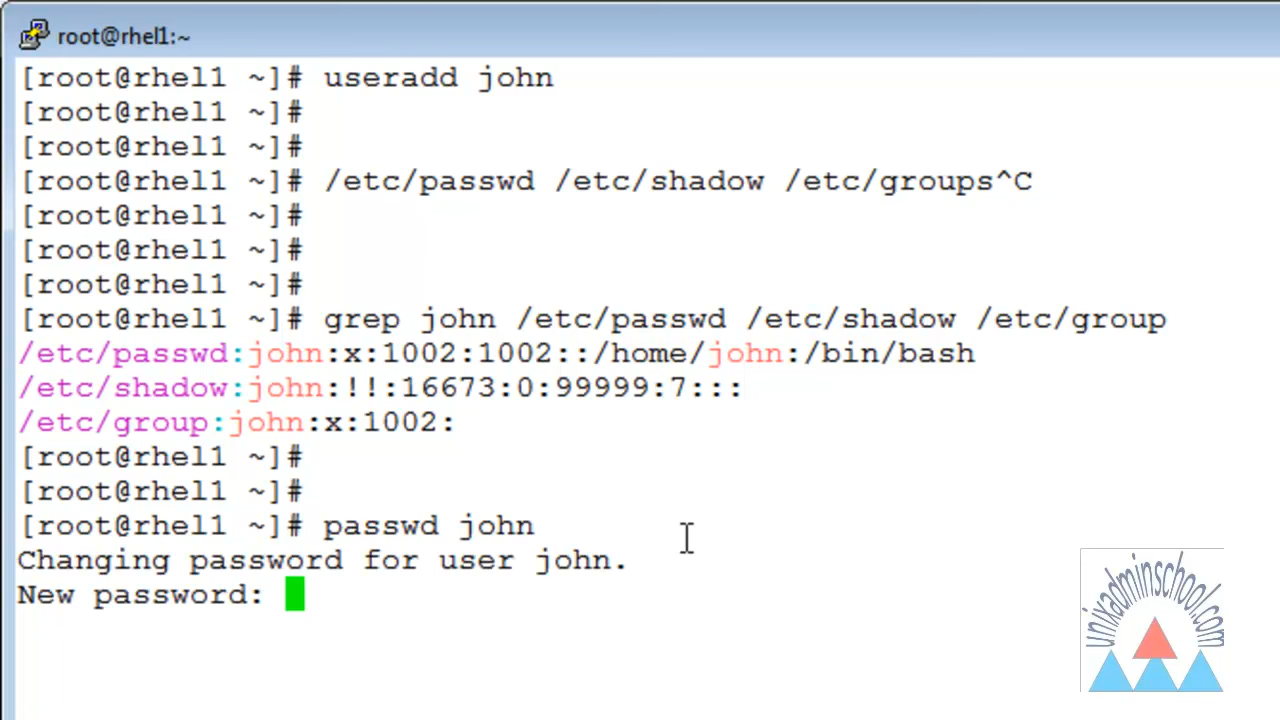 root@rhel1:~
[root@rhel1 ~]# useradd john
[root@rhel1 ~]#
[root@rhel1 ~]#
[root@rhel1 ~]# /etc/passwd /etc/shadow /etc/groups^C
[root@rhel1 ~]#
[root@rhel1 ~]#
[root@rhel1 ~]#
[root@rhel1 ~]# grep john /etc/passwd /etc/shadow /etc/group
/etc/passwd:john:x:1002:1002::/home/john:/bin/bash
/etc/shadow:john:!!:16673:0:99999:7:::
/etc/group:john:x:1002:
[root@rhel1 ~]#
[root@rhel1 ~]#
[root@rhel1 ~]# passwd john
Changing password for user john.
New password:
unixadminschool.com